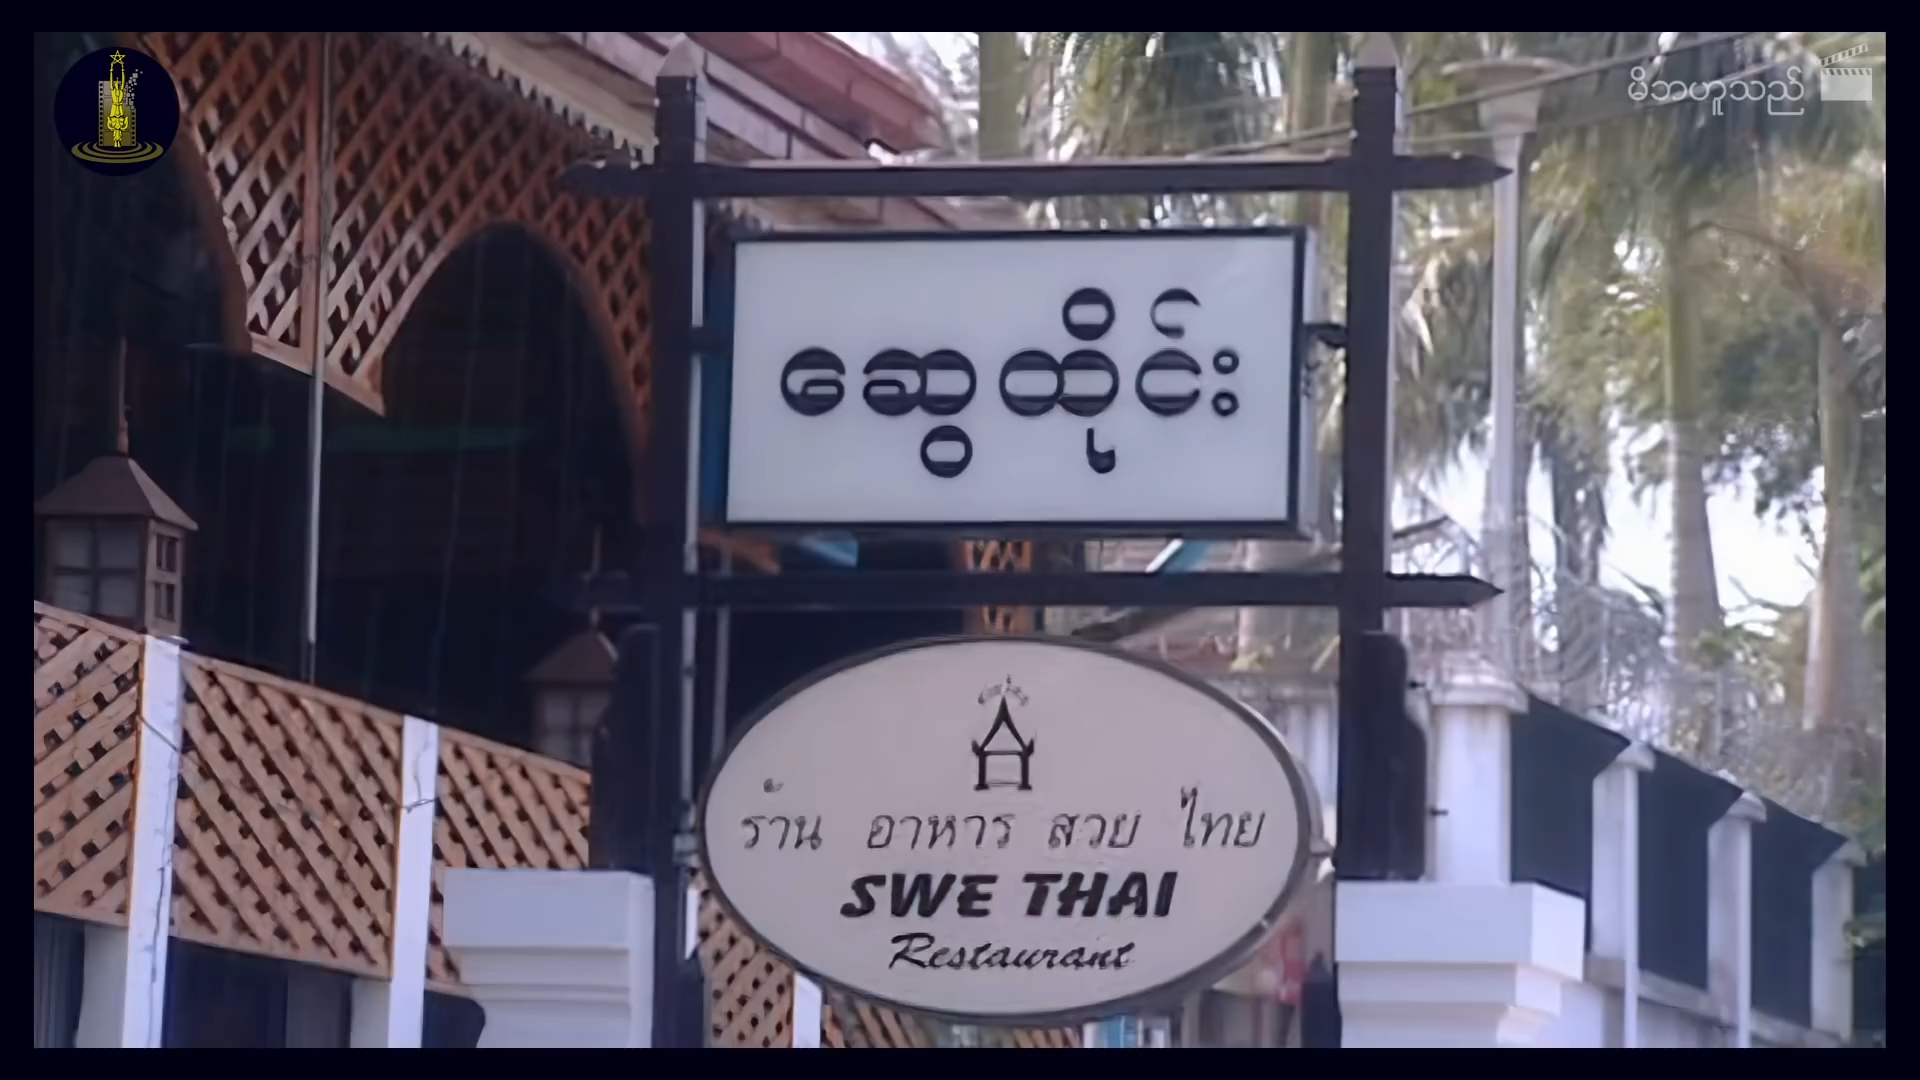 မိဘဟူသည်
ဆွေထိုင်း
ร้าน อาหาร สวย ไทย
SWE THAI
Restaurant